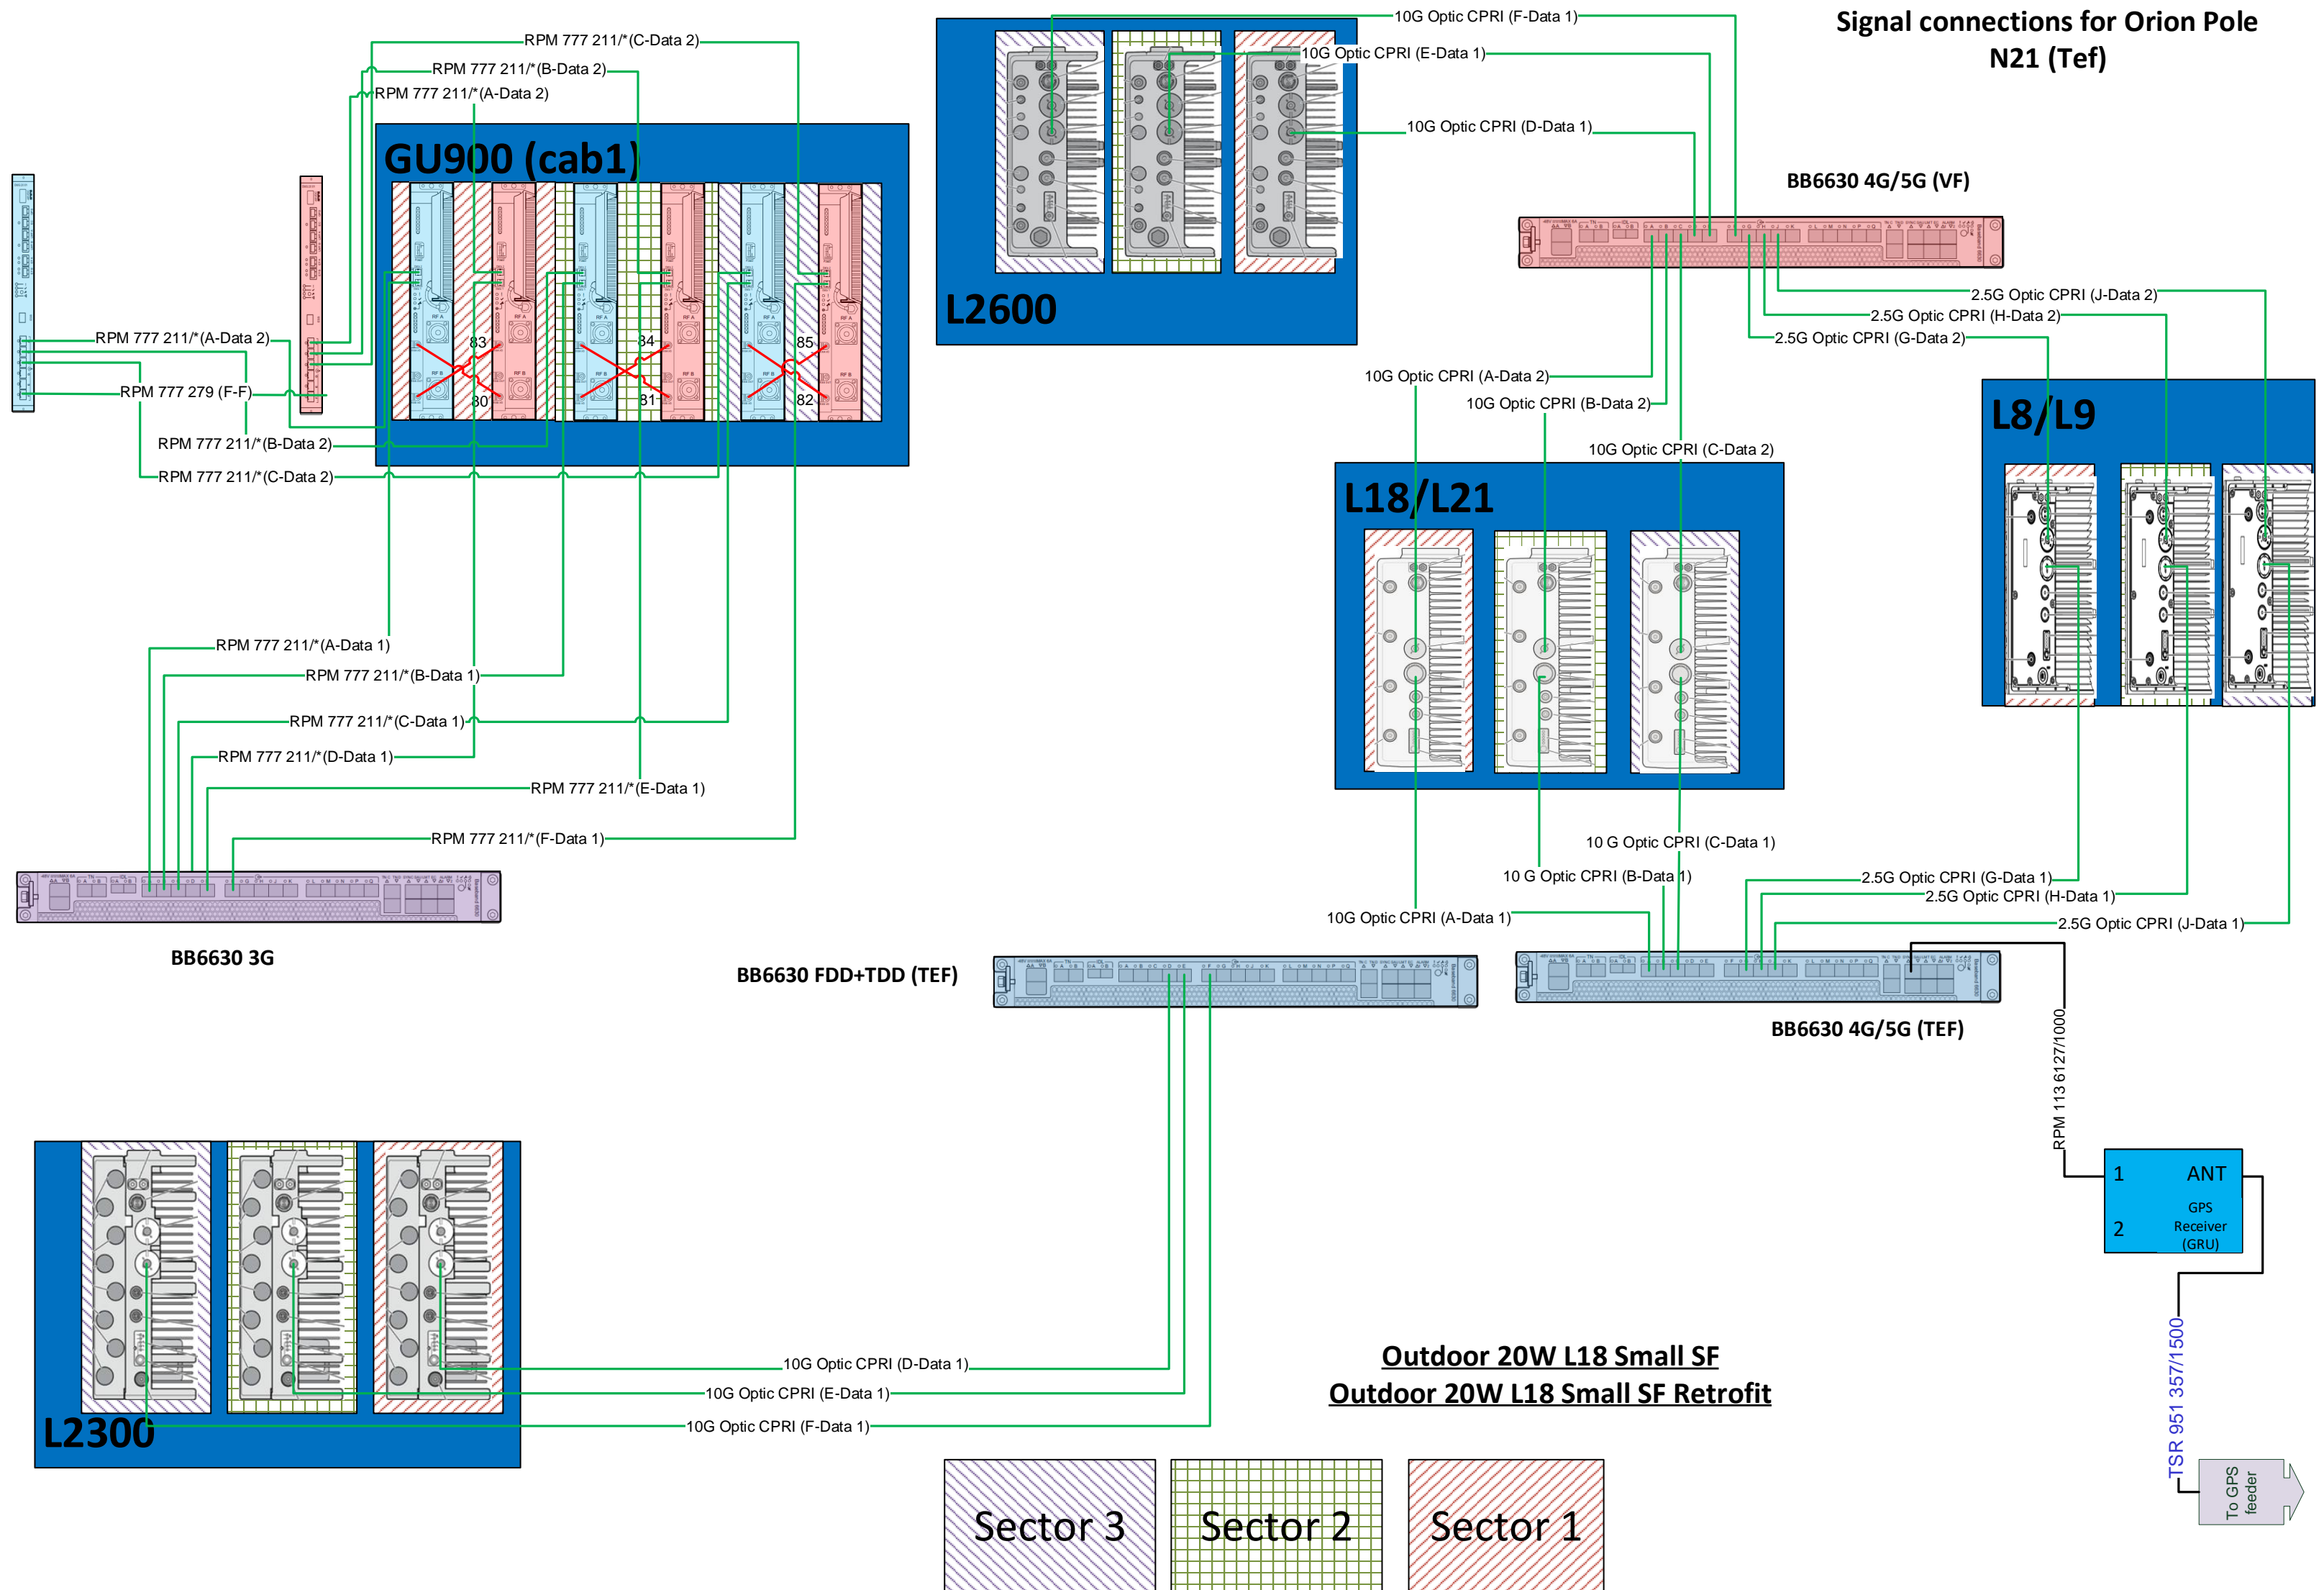 Signal connections for Orion Pole
N21 (Tef)
RPM 777 211/*(C-Data 2)
RPM 777 211/*(B-Data 2)
RPM 777 211/*(A-Data 2)
GU900 (cab1)
RF A
RF A
RF A
RF A
RF A
RF A
83
84
85
RF B
RF B
RF B
RF B
RF B
RF B
80
81
82
RPM 777 211/*(A-Data 2)
RPM 777 279 (F-F)
RPM 777 211/*(B-Data 2)
RPM 777 211/*(C-Data 2)
10G Optic CPRI (F-Data 1)
10G Optic CPRI (E-Data 1)
10G Optic CPRI (D-Data 1)
L2600
BB6630 4G/5G (VF)
2.5G Optic CPRI (J-Data 2)
2.5G Optic CPRI (H-Data 2)
2.5G Optic CPRI (G-Data 2)
10G Optic CPRI (A-Data 2)
10G Optic CPRI (B-Data 2)
10G Optic CPRI (C-Data 2)
L8/L9
L18/L21
RPM 777 211/*(A-Data 1)
RPM 777 211/*(B-Data 1)
RPM 777 211/*(C-Data 1)
RPM 777 211/*(D-Data 1)
RPM 777 211/*(E-Data 1)
RPM 777 211/*(F-Data 1)
BB6630 3G
10 G Optic CPRI (C-Data 1)
10 G Optic CPRI (B-Data 1)
10G Optic CPRI (A-Data 1)
2.5G Optic CPRI (G-Data 1)
2.5G Optic CPRI (H-Data 1)
2.5G Optic CPRI (J-Data 1)
BB6630 FDD+TDD (TEF)
BB6630 4G/5G (TEF)
RPM 113 6127/1000
1 ANT
2
GPS
Receiver
(GRU)
TSR 951 357/1500
To GPS
feeder
L2300
10G Optic CPRI (D-Data 1)
10G Optic CPRI (E-Data 1)
10G Optic CPRI (F-Data 1)
Outdoor 20W L18 Small SF
Outdoor 20W L18 Small SF Retrofit
Sector 3
Sector 2
Sector 1